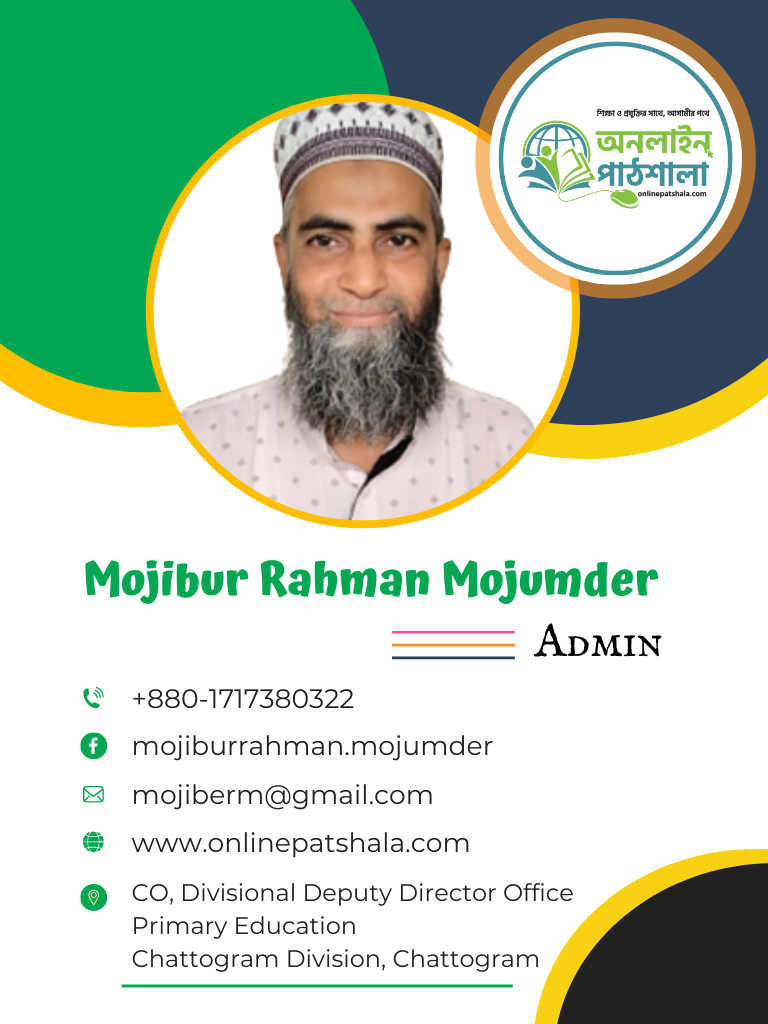 শিক্ষা ও প্রযুক্তির সাথে, আগামীর পথে
অনলাইন
পাঠশালা
onlinepatshala.com
Mojibur Rahman Mojumder
Admin
+880-1717380322
mojiburrahman.mojumder
mojiberm@gmail.com
www.onlinepatshala.com
CO, Divisional Deputy Director Office
Primary Education
Chattogram Division, Chattogram